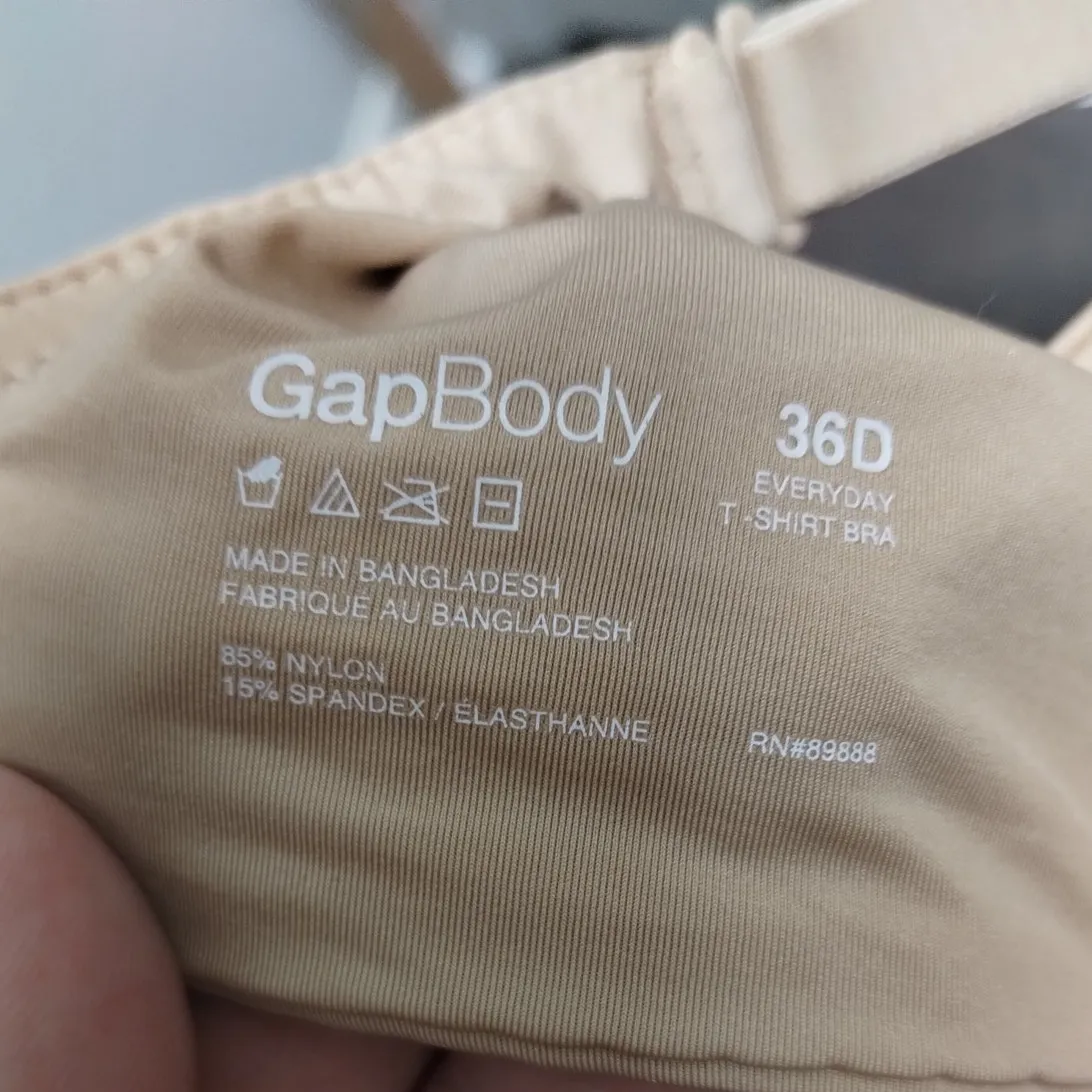 GapBody
36D
EVERYDAY
T-SHIRT BRA
MADE IN BANGLADESH
FABRIQUE AU BANGLADESH
85% NYLON
15% SPANDEX / ÉLASTHANNE
RN#89888